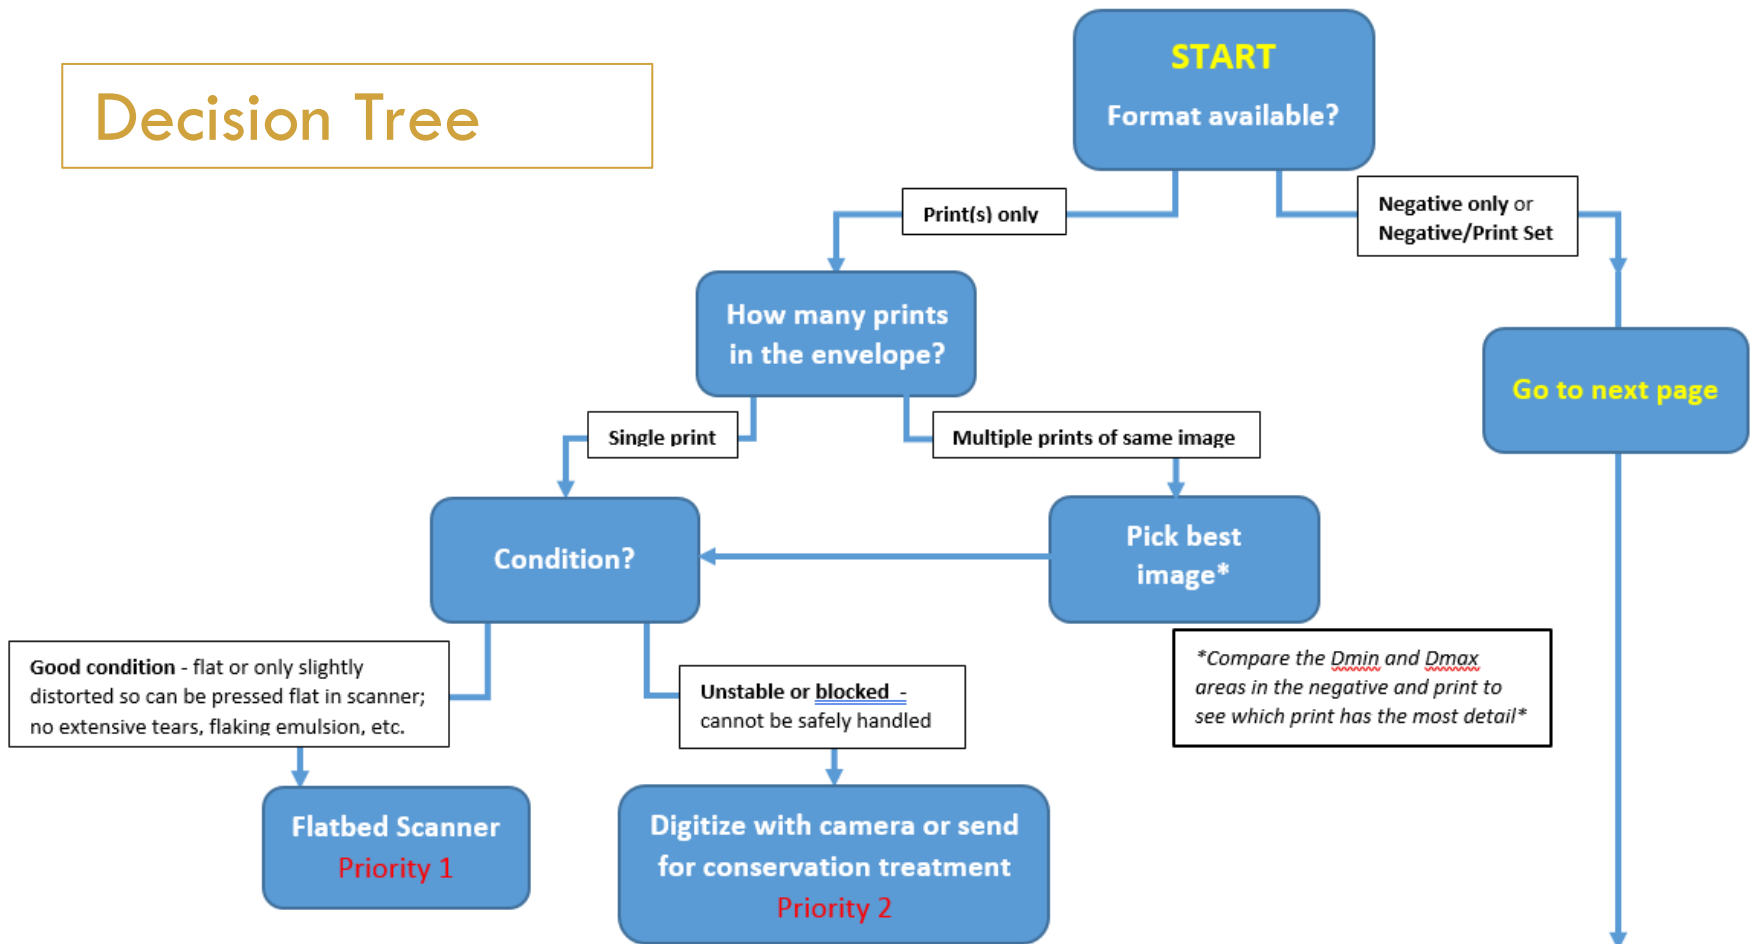 Decision Tree
START
Format available?
Print(s) only
Negative only or
Negative/Print Set
How many prints
in the envelope?
Go to next page
Single print
Multiple prints of same image
Condition?
Pick best
image*
Good condition - flat or only slightly
distorted so can be pressed flat in scanner;
no extensive tears, flaking emulsion, etc.
Unstable or blocked -
cannot be safely handled
*Compare the Dmin and Dmax
areas in the negative and print to
see which print has the most detail*
Flatbed Scanner
Priority 1
Digitize with camera or send
for conservation treatment
Priority 2